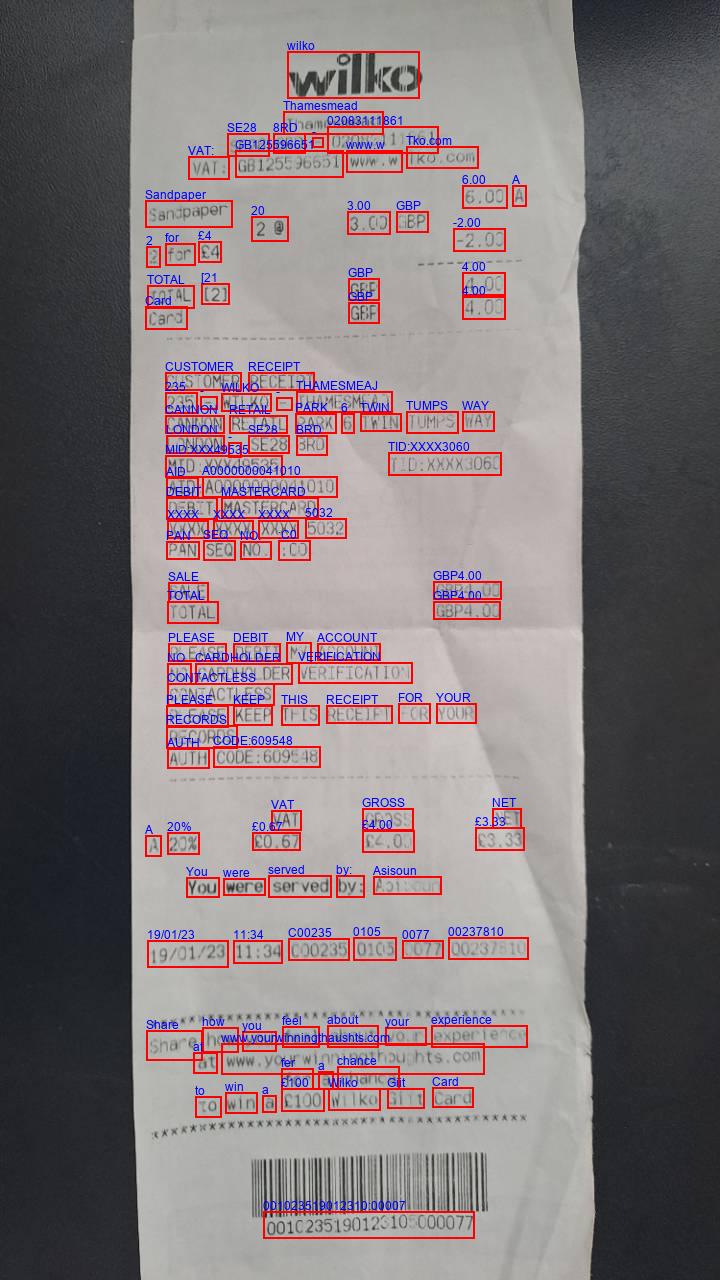 wilko
Thamesmead
SE28 8RD - 02083111861
VAT: GB125596651 www.w lko.com
Sandpaper 6.00 A
2 @ 3.00 GBP
2 for £4 -2.00
TOTAL [2] GBP 4.00
Card GBP 4.00
CUSTOMER RECEIPT
235 - WILKO - THAMESMEAD
CANNON RETAIL PARK 6 TWIN TUMPS WAY
LONDON - SE28 8RD
MID:XXX49535 TID:XXXX3060
AID A0000000041010
DEBIT MASTERCARD
XXXX XXXX XXXX 5032
PAN SEQ NO. :00
SALE GBP4.00
TOTAL GBP4.00
PLEASE DEBIT MY ACCOUNT
NO CARDHOLDER VERIFICATION
CONTACTLESS
PLEASE KEEP THIS RECEIPT FOR YOUR
RECORDS
AUTH CODE:609548
VAT GROSS NET
A 20% £0.67 £4.00 £3.33
You were served by: Asisoun
19/01/23 11:34 C00235 0105 0077 00237810
Share how you feel about your experience
at www.yourwinningthoughts.com
for a chance
to win a £100 Wilko Gift Card
0010235190123105000077